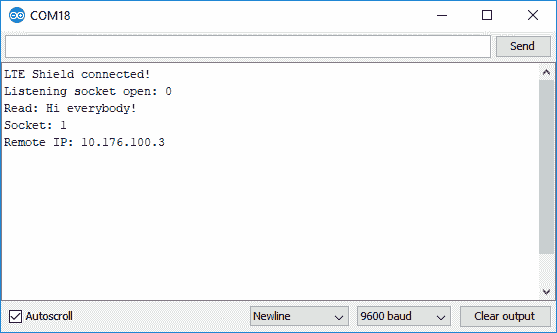 COM18
Send
LTE Shield connected!
Listening socket open: 0
Read: Hi everybody!
Socket: 1
Remote IP: 10.176.100.3
Autoscroll
Newline
9600 baud
Clear output